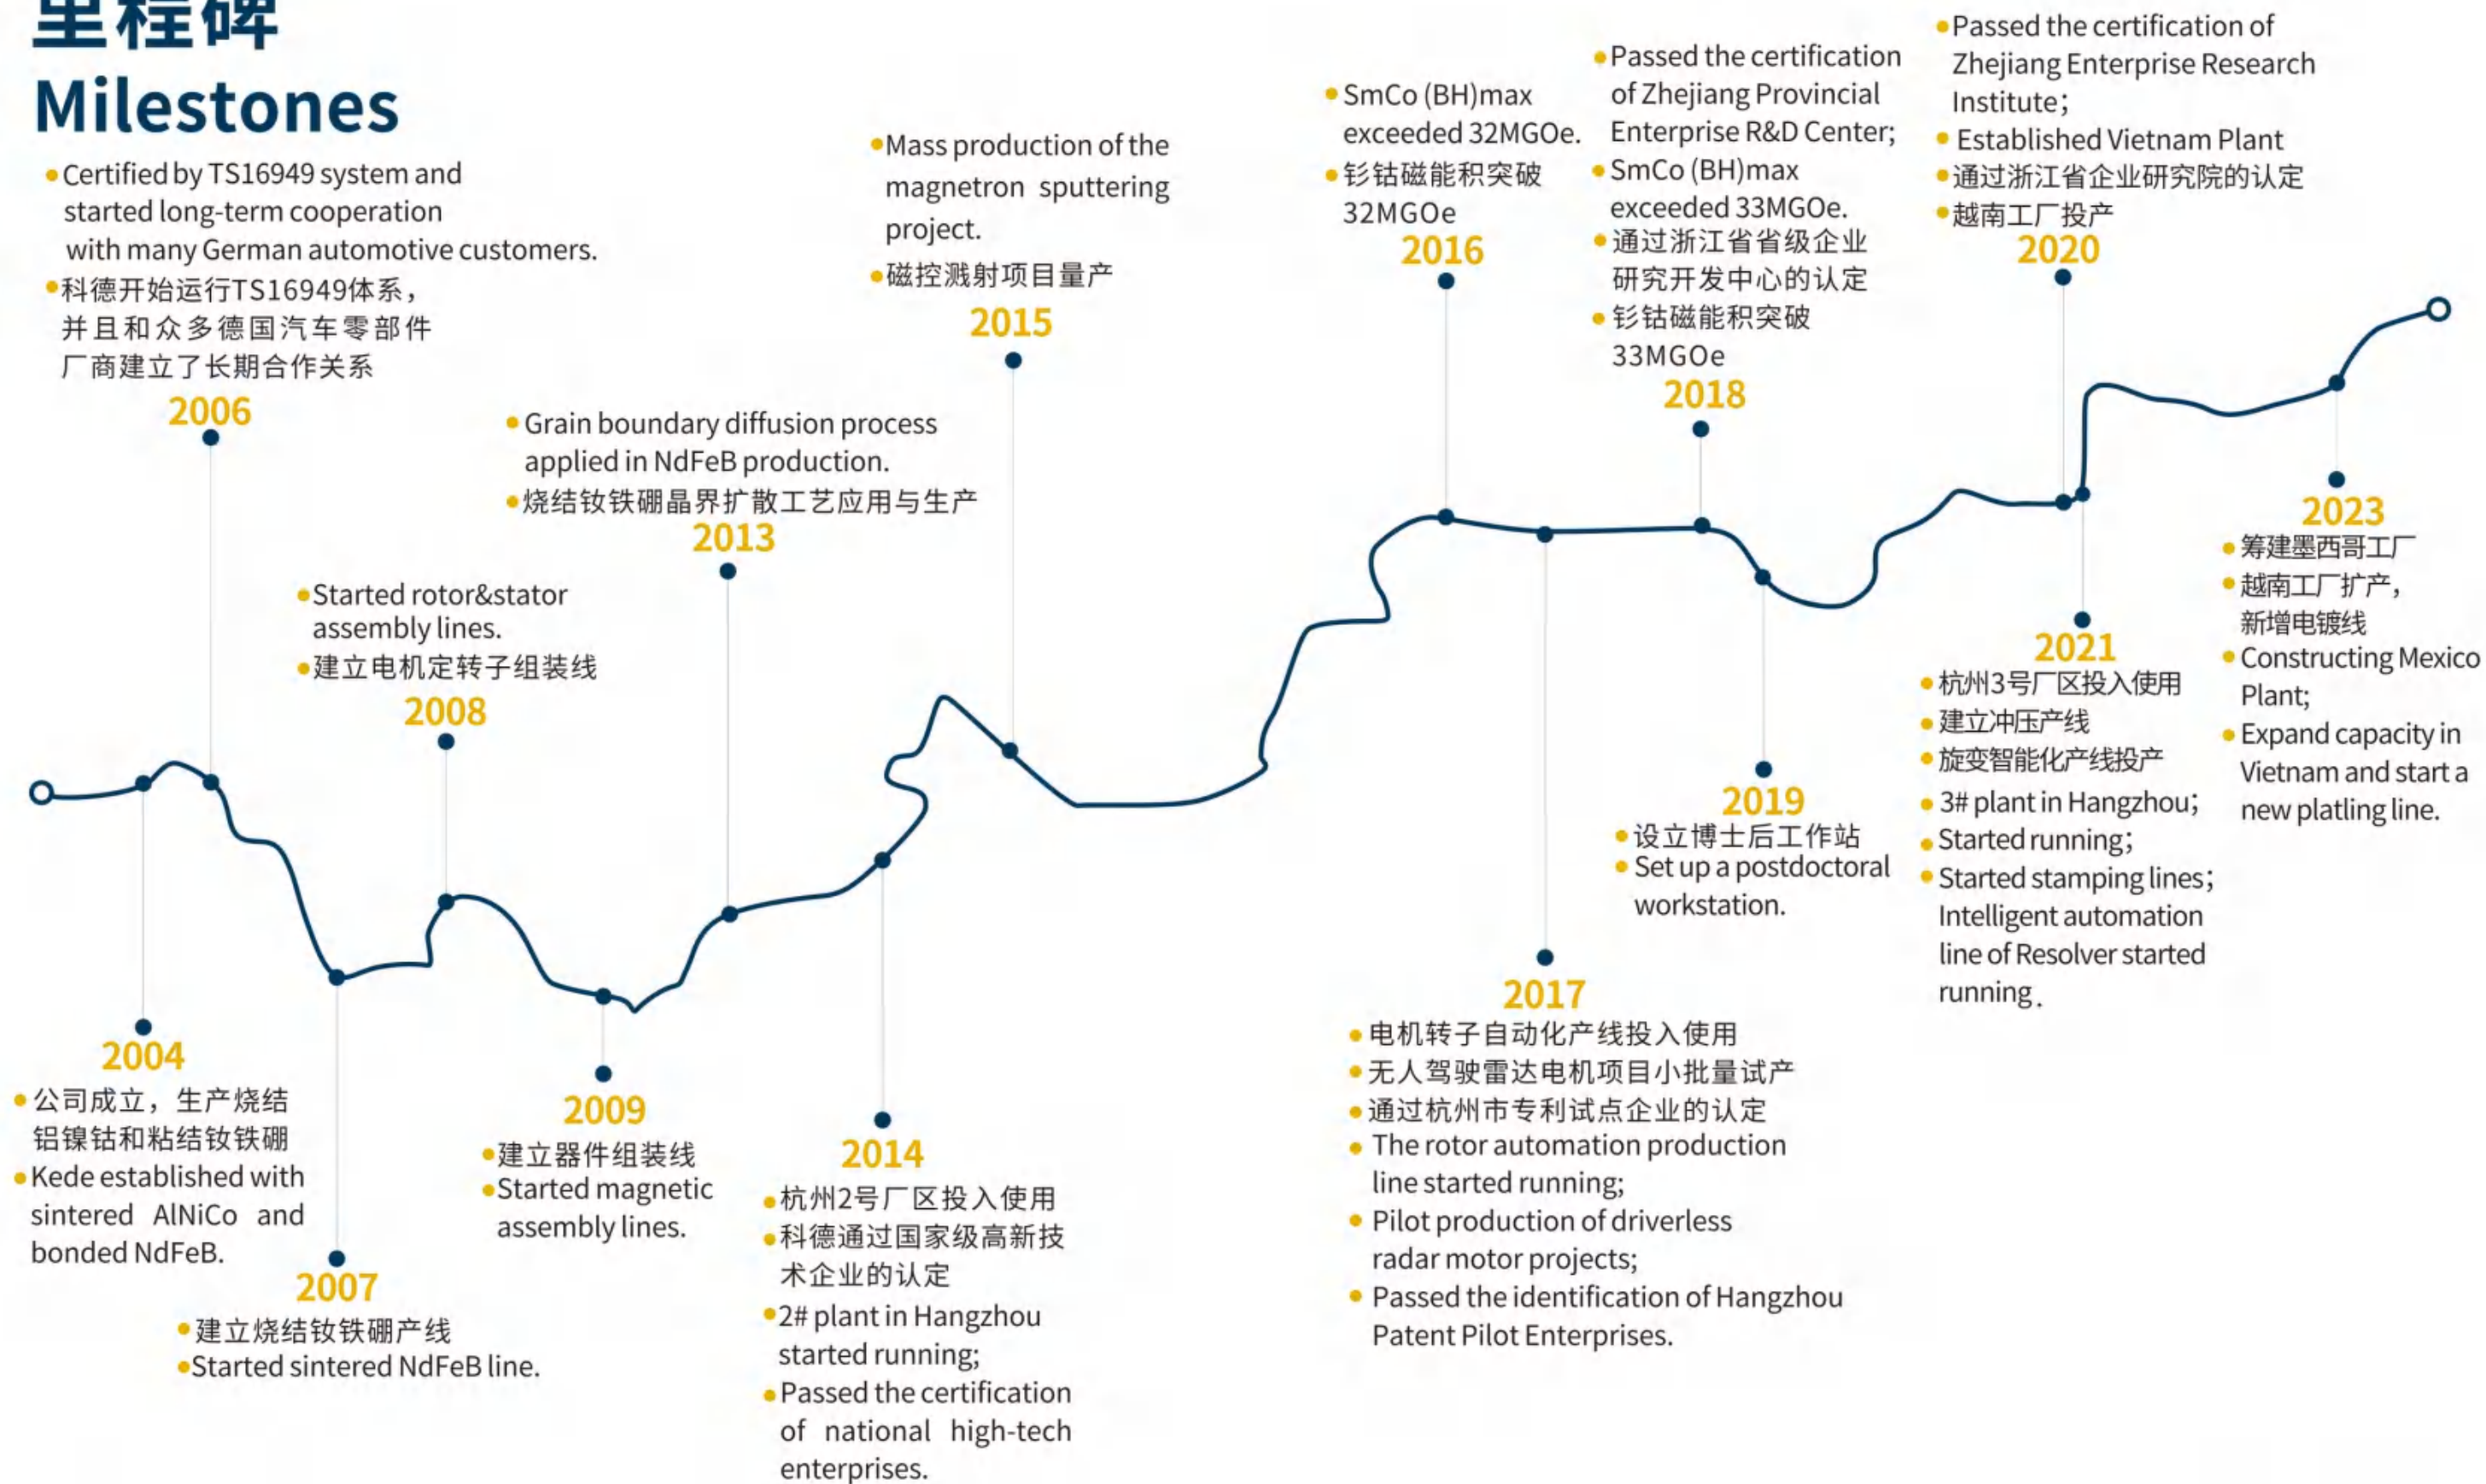 里程碑
Milestones
●Certified by TS16949 system and
started long-term cooperation
with many German automotive customers.
●科德开始运行TS16949体系，
并且和众多德国汽车零部件
厂商建立了长期合作关系
2006
2004
●公司成立，生产烧结
铝镍钴和粘结钕铁硼
●Kede established with
sintered AlNiCo and
bonded NdFeB.
2007
●建立烧结钕铁硼产线
●Started sintered NdFeB line.
●Started rotor&stator
assembly lines.
●建立电机定转子组装线
2008
2009
●建立器件组装线
●Started magnetic
assembly lines.
●Grain boundary diffusion process
applied in NdFeB production.
●烧结钕铁硼晶界扩散工艺应用与生产
2013
2014
●杭州2号厂区投入使用
●科德通过国家级高新技
术企业的认定
●2# plant in Hangzhou
started running;
●Passed the certification
of national high-tech
enterprises.
●Mass production of the
magnetron sputtering
project.
●磁控溅射项目量产
2015
●SmCo (BH)max
exceeded 32MGOe.
●钐钴磁能积突破
32MGOe
2016
2017
●电机转子自动化产线投入使用
●无人驾驶雷达电机项目小批量试产
●通过杭州市专利试点企业的认定
●The rotor automation production
line started running;
●Pilot production of driverless
radar motor projects;
●Passed the identification of Hangzhou
Patent Pilot Enterprises.
●Passed the certification
of Zhejiang Provincial
Enterprise R&D Center;
●SmCo (BH)max
exceeded 33MGOe.
●通过浙江省省级企业
研究开发中心的认定
●钐钴磁能积突破
33MGOe
2018
2019
●设立博士后工作站
●Set up a postdoctoral
workstation.
●Passed the certification of
Zhejiang Enterprise Research
Institute；
●Established Vietnam Plant
●通过浙江省企业研究院的认定
●越南工厂投产
2020
2021
●杭州3号厂区投入使用
●建立冲压产线
●旋变智能化产线投产
●3# plant in Hangzhou；
●Started running；
●Started stamping lines；
Intelligent automation
line of Resolver started
running .
2023
●筹建墨西哥工厂
●越南工厂扩产，
新增电镀线
●Constructing Mexico
Plant;
●Expand capacity in
Vietnam and start a
new platling line.